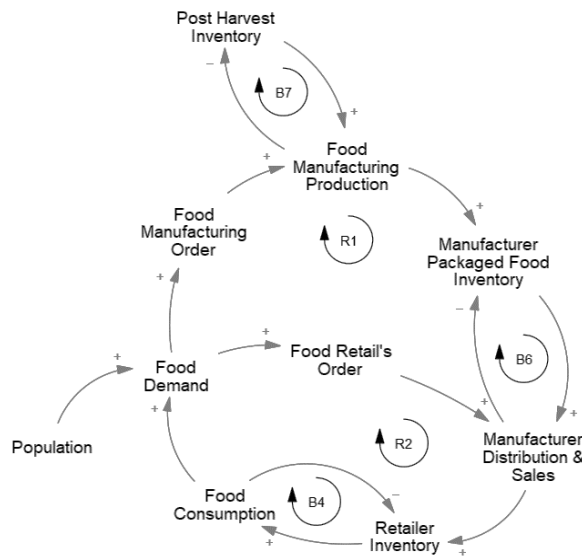 Post Harvest
Inventory
−
B7
+
Food
Manufacturing
Production
+
+
Food
Manufacturing
Order
R1
Manufacturer
Packaged Food
Inventory
+
−
+
Food Retail's
Order
B6
+
Food
Demand
+
+
+
Population
R2
Manufacturer
Distribution &
Sales
Food
Consumption
B4
−
Retailer
Inventory
+
+